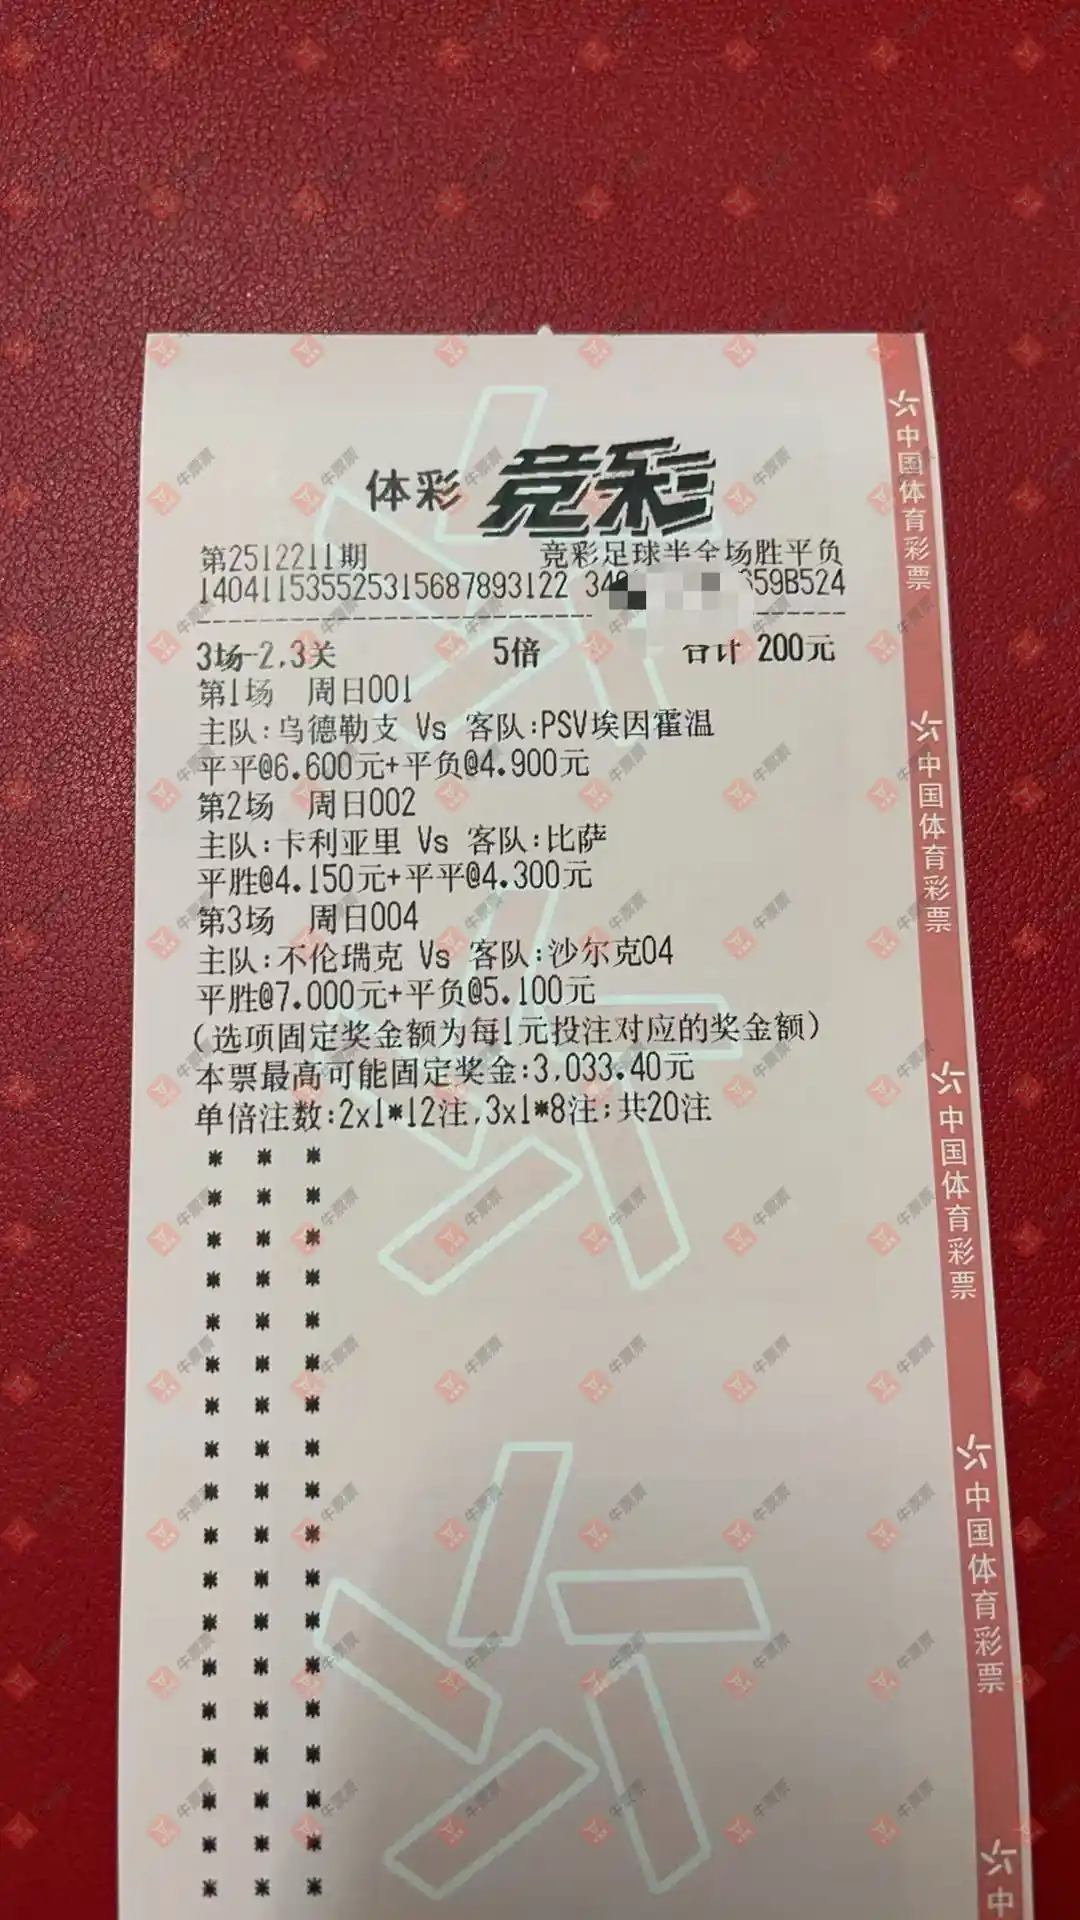 体彩 竞彩
第2512211期 竞彩足球半全场胜平负
140411535525315687893122 659B524
3场-2,3关 5倍 合计 200元
第1场 周日001
主队:乌德勒支 Vs 客队:PSV埃因霍温
平平@6.600元+平负@4.900元
第2场 周日002
主队:卡利亚里 Vs 客队:比萨
平胜@4.150元+平平@4.300元
第3场 周日004
主队:不伦瑞克 Vs 客队:沙尔克04
平胜@7.000元+平负@5.100元
(选项固定奖金额为每1元投注对应的奖金额)
本票最高可能固定奖金:3,033.40元
单倍注数:2x1*12注,3x1*8注;共20注
中国体育彩票
中国体育彩票
中国体育彩票
中国体育彩票
中
牛票票